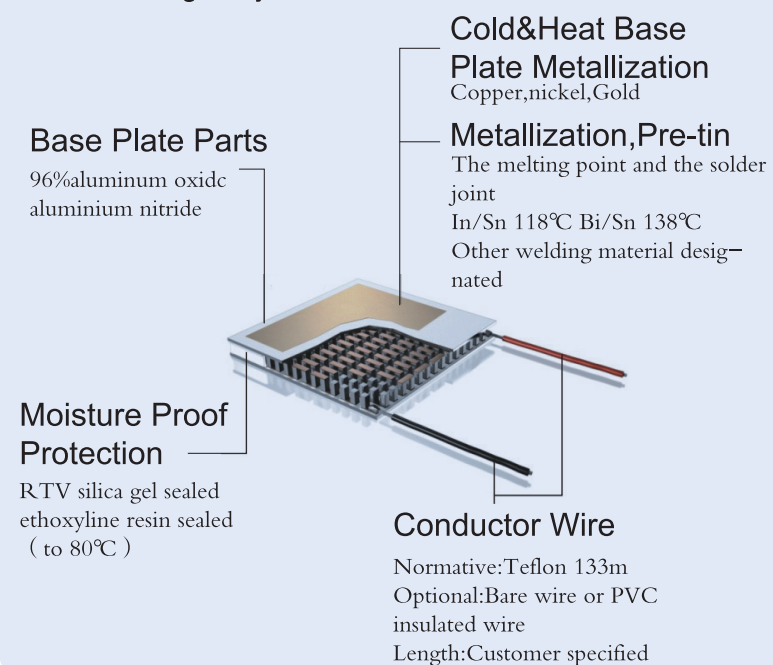 Cold&Heat Base
Plate Metallization
Copper,nickel,Gold
Base Plate Parts
96%aluminum oxidc
aluminium nitride
Metallization,Pre-tin
The melting point and the solder
joint
In/Sn 118℃ Bi/Sn 138℃
Other welding material desig-
nated
Moisture Proof
Protection
RTV silica gel sealed
ethoxyline resin sealed
( to 80℃ )
Conductor Wire
Normative:Teflon 133m
Optional:Bare wire or PVC
insulated wire
Length:Customer specified